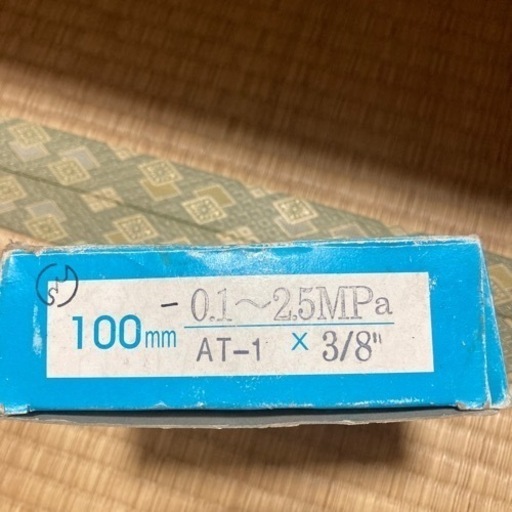 -0.1～2.5MPa
100mm AT-1 × 3/8"